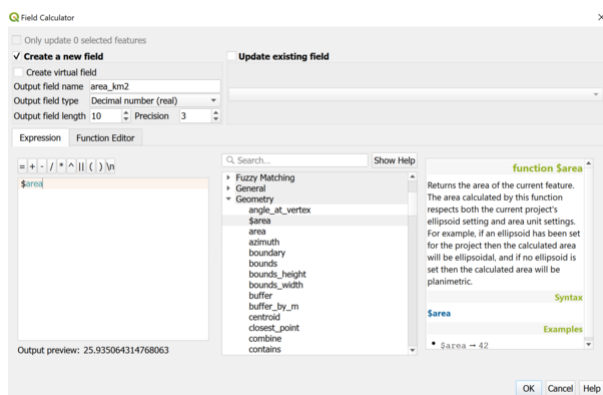 Field Calculator
Only update 0 selected features
Create a new field
Update existing field
Create virtual field
Output field name area_km2
Output field type Decimal number (real)
Output field length 10 Precision 3
Expression Function Editor
= + - / * ^ || ( ) \n
Search... Show Help
$area
Output preview: 25.935064314768063
Fuzzy Matching
General
Geometry
angle_at_vertex
$area
area
azimuth
boundary
bounds
bounds_height
bounds_width
buffer
buffer_by_m
centroid
closest_point
combine
contains
function $area
Returns the area of the current feature.
The area calculated by this function
respects both the current project's
ellipsoid setting and area unit settings.
For example, if an ellipsoid has been set
for the project then the calculated area
will be ellipsoidal, and if no ellipsoid is
set then the calculated area will be
planimetric.
Syntax
$area
Examples
• $area → 42
OK Cancel Help